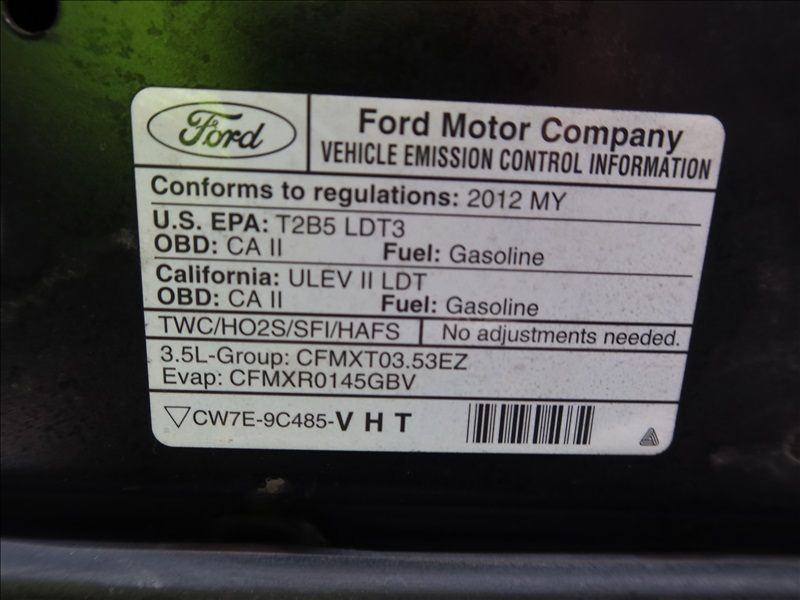 Ford
Ford Motor Company
VEHICLE EMISSION CONTROL INFORMATION
Conforms to regulations: 2012 MY
U.S. EPA: T2B5 LDT3
OBD: CA II Fuel: Gasoline
California: ULEV II LDT
OBD: CA II Fuel: Gasoline
TWC/HO2S/SFI/HAFS No adjustments needed.
3.5L-Group: CFMXT03.53EZ
Evap: CFMXR0145GBV
▽CW7E-9C485-V H T